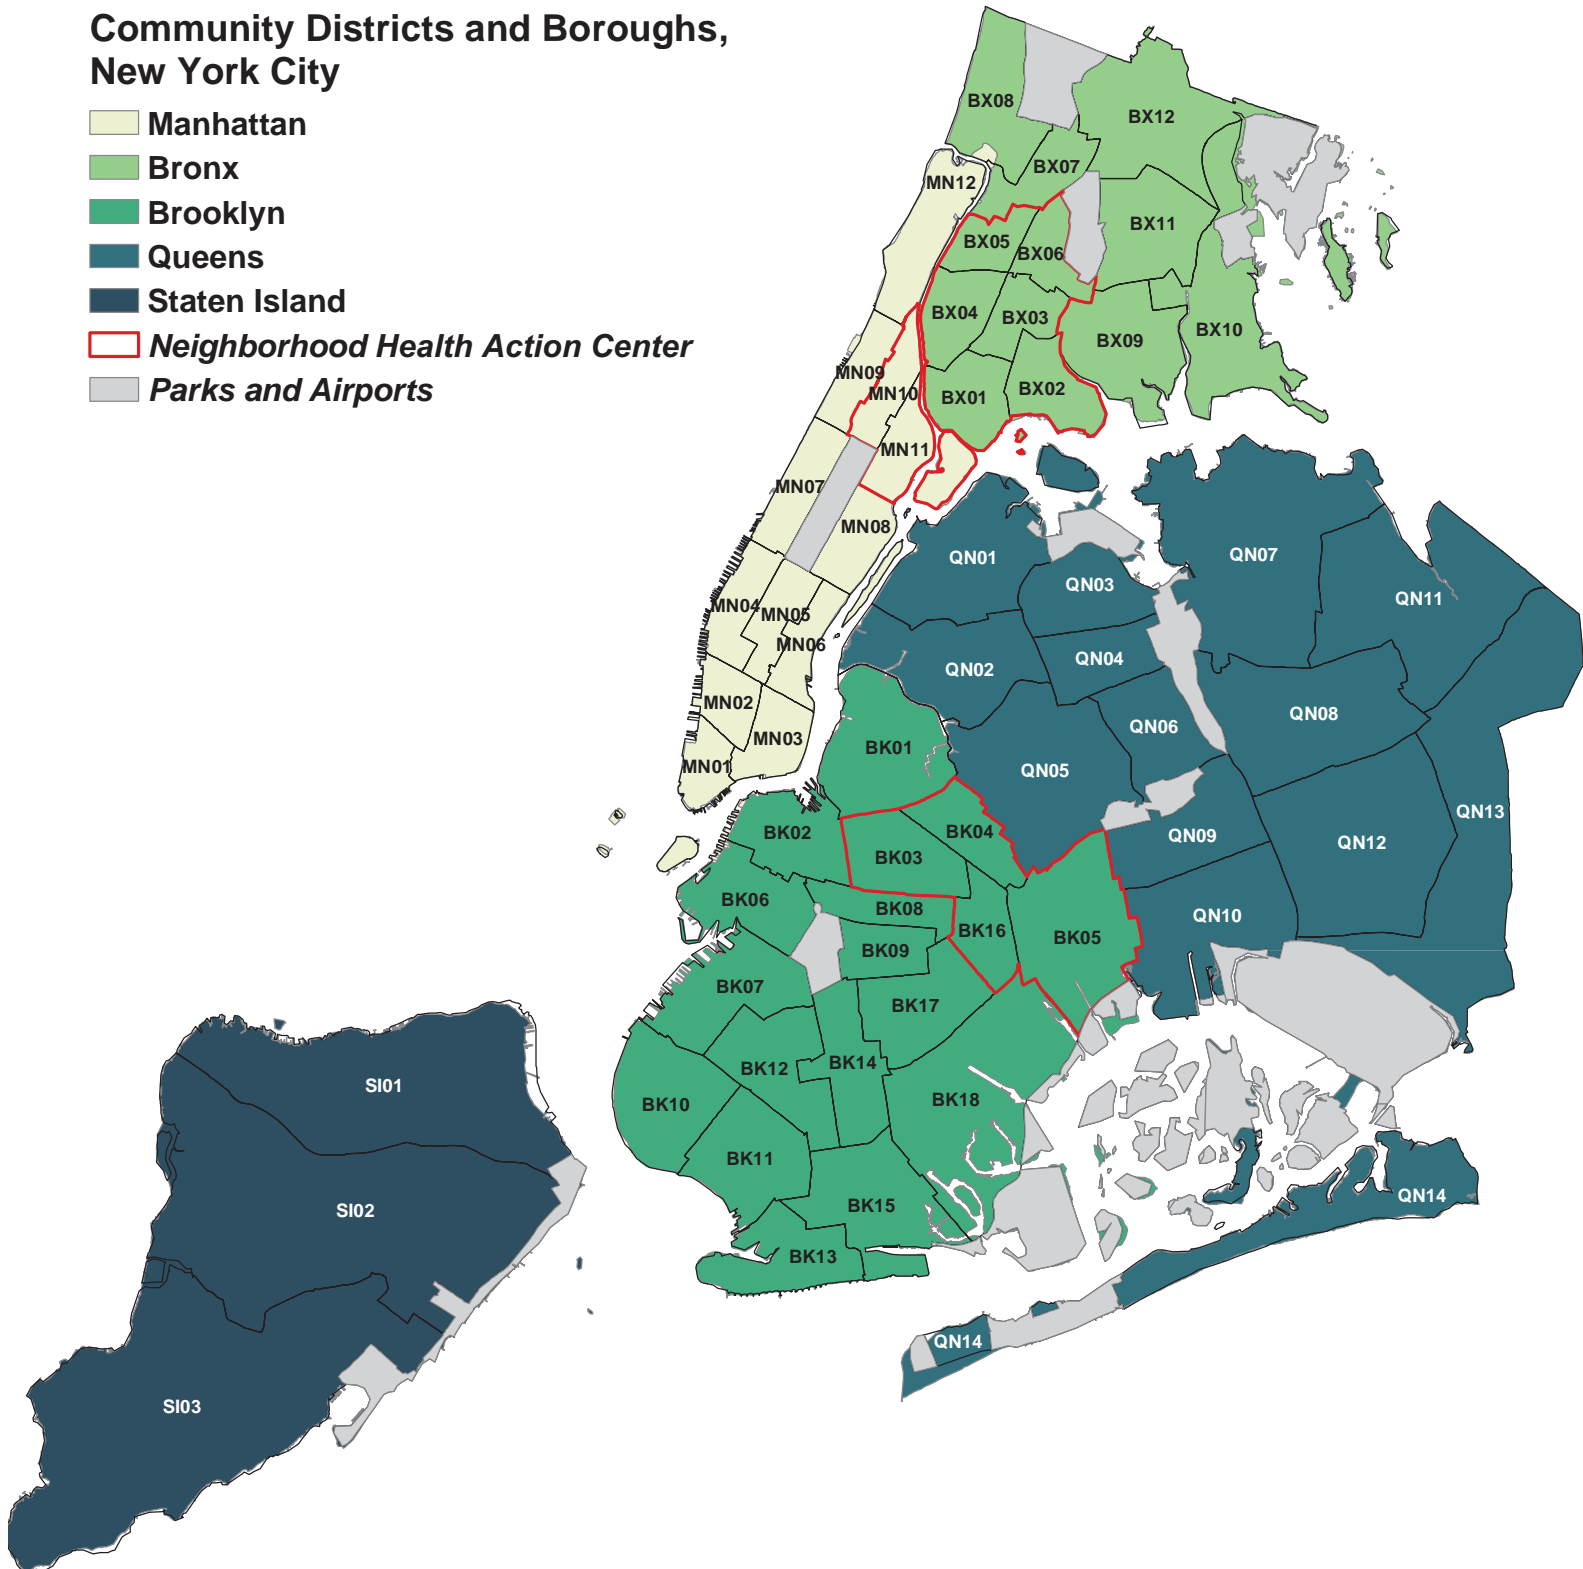 Community Districts and Boroughs,
New York City
Manhattan
Bronx
Brooklyn
Queens
Staten Island
Neighborhood Health Action Center
Parks and Airports
BX08
BX12
BX07
MN12
BX11
BX05
BX06
BX04
BX03
BX10
BX09
MN09
MN10
BX02
BX01
MN11
MN07
MN08
QN01
QN07
QN03
QN11
MN04
MN05
MN06
QN04
QN02
MN02
QN08
QN06
MN03
BK01
MN01
QN05
QN13
BK02
BK04
QN09
QN12
BK03
BK06
BK08
QN10
BK16
BK05
BK09
BK07
BK17
BK14
BK12
SI01
BK18
BK10
BK11
QN14
BK15
SI02
BK13
QN14
SI03